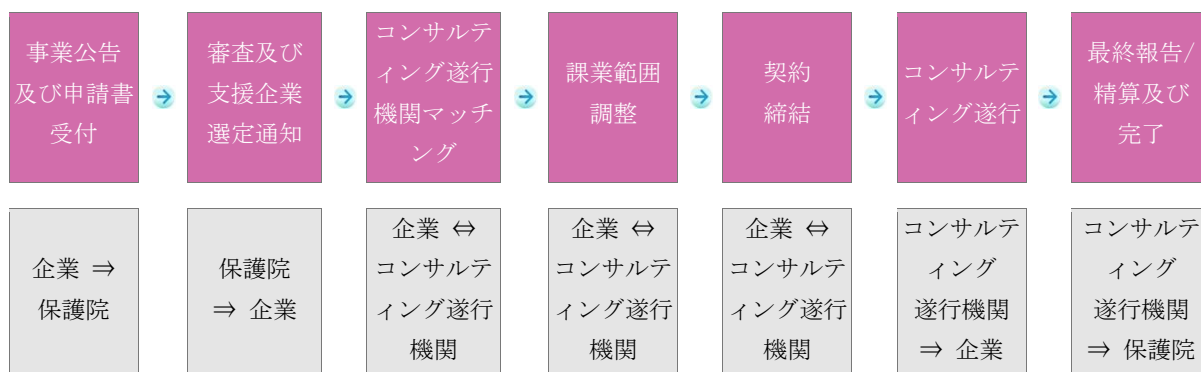 事業公告
及び申請書
受付
審査及び
支援企業
選定通知
コンサルテ
ィング遂行
機関マッチ
ング
課業範囲
調整
契約
締結
コンサルテ
ィング遂行
最終報告/
精算及び
完了
企業 ⇒
保護院
保護院
⇒ 企業
企業 ⇔
コンサルテ
ィング遂行
機関
企業 ⇔
コンサルテ
ィング遂行
機関
企業 ⇔
コンサルテ
ィング遂行
機関
コンサルテ
ィング
遂行機関
⇒ 企業
コンサルテ
ィング
遂行機関
⇒ 保護院